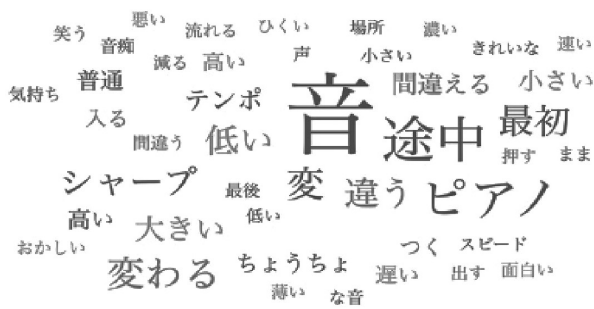 悪い
笑う
流れる
ひくい
場所
濃い
音痴
声
小さい
きれいな
速い
減る
高い
気持ち
普通
テンポ
音
間違える
小さい
入る
間違う
低い
途中
最初
押す
まま
シャープ
最後
変
違う
ピアノ
高い
大きい
低い
おかしい
変わる
ちょうちょ
つく
スピード
遅い
出す
面白い
薄い
な音